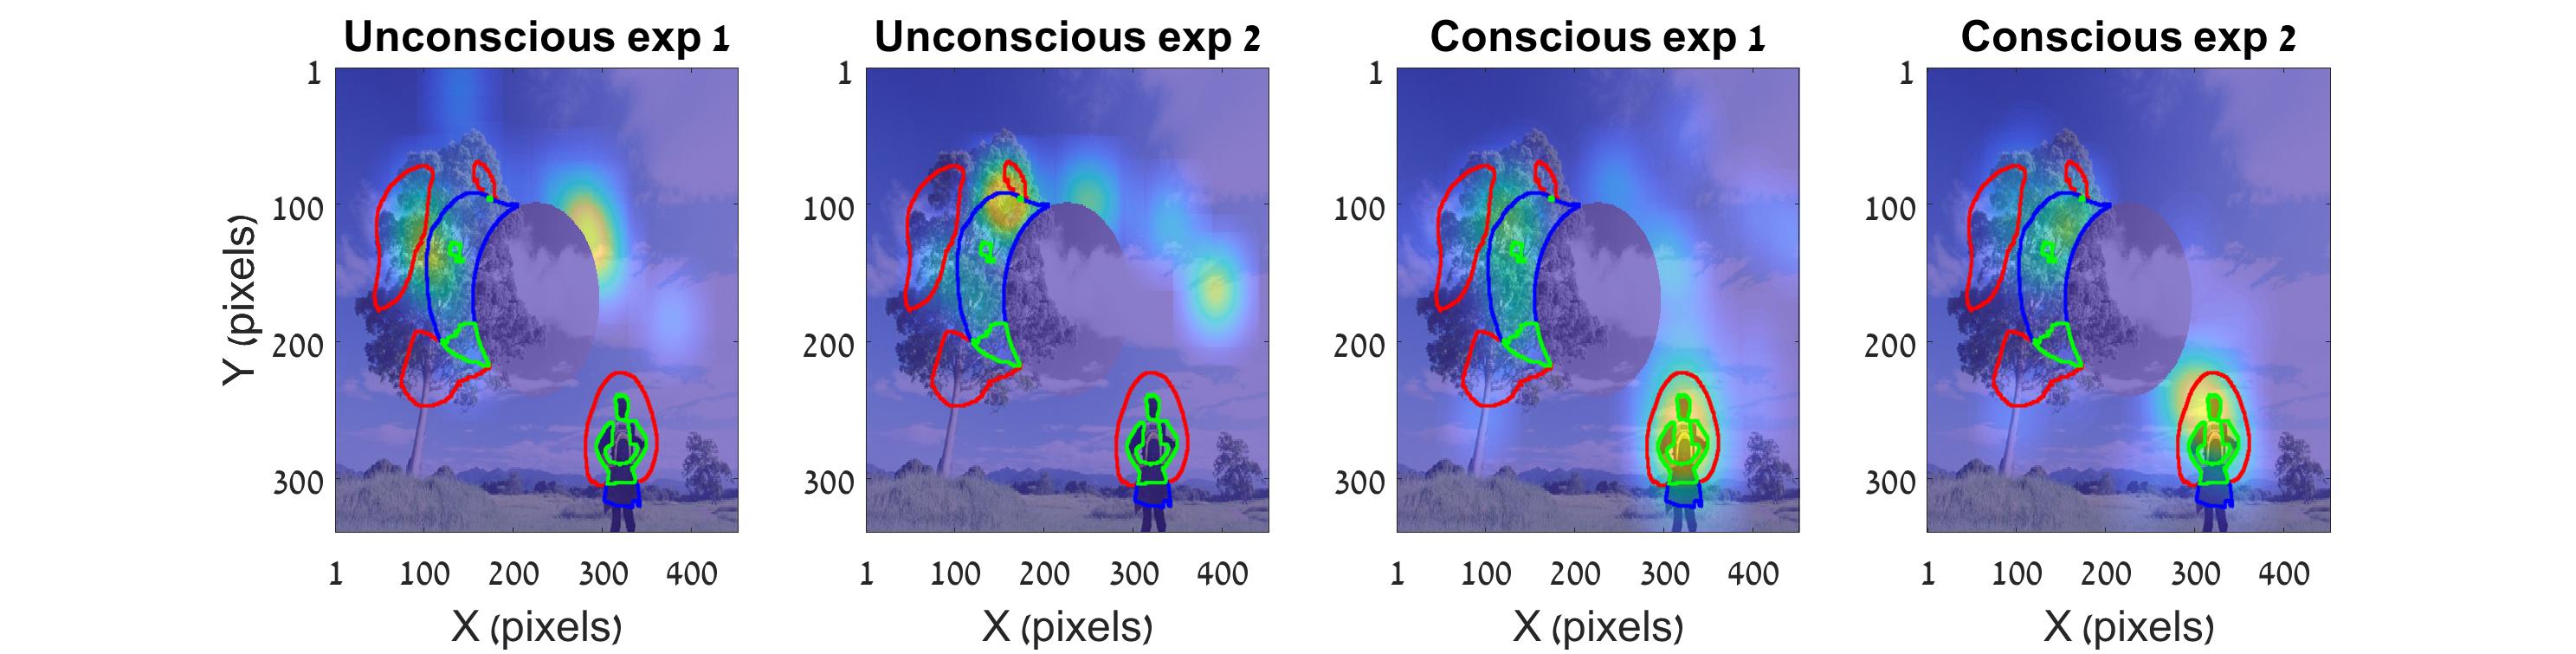 Unconscious exp 1 Unconscious exp 2 Conscious exp 1 Conscious exp 2
1 1 1 1
100 100 100 100
200 200 200 200
300 300 300 300
Y (pixels)
1 100 200 300 400 1 100 200 300 400 1 100 200 300 400 1 100 200 300 400
X (pixels) X (pixels) X (pixels) X (pixels)